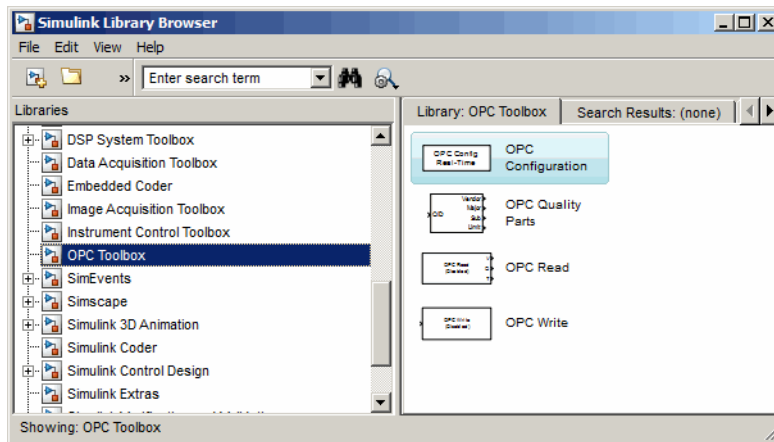 Simulink Library Browser
File Edit View Help
» Enter search term
Libraries
DSP System Toolbox
Data Acquisition Toolbox
Embedded Coder
Image Acquisition Toolbox
Instrument Control Toolbox
OPC Toolbox
SimEvents
Simscape
Simulink 3D Animation
Simulink Coder
Simulink Control Design
Simulink Extras
Library: OPC Toolbox
Search Results: (none)
OPC Config
Real-Time
OPC
Configuration
Vendor
Major
Q/D
Sub
Limit
OPC Quality
Parts
OPC Read
(Disabled)
V
Q
T
OPC Read
OPC Write
(Disabled)
OPC Write
Showing: OPC Toolbox